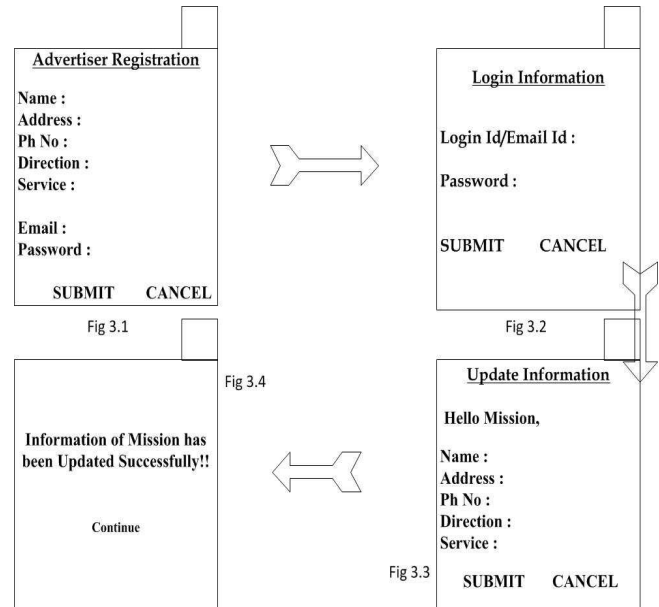 Advertiser Registration
Name :
Address :
Ph No :
Direction :
Service :
Email :
Password :
SUBMIT CANCEL
Fig 3.1
Login Information
Login Id/Email Id :
Password :
SUBMIT CANCEL
Fig 3.2
Update Information
Hello Mission,
Name :
Address :
Ph No :
Direction :
Service :
SUBMIT CANCEL
Fig 3.3
Fig 3.4
Information of Mission has
been Updated Successfully!!
Continue